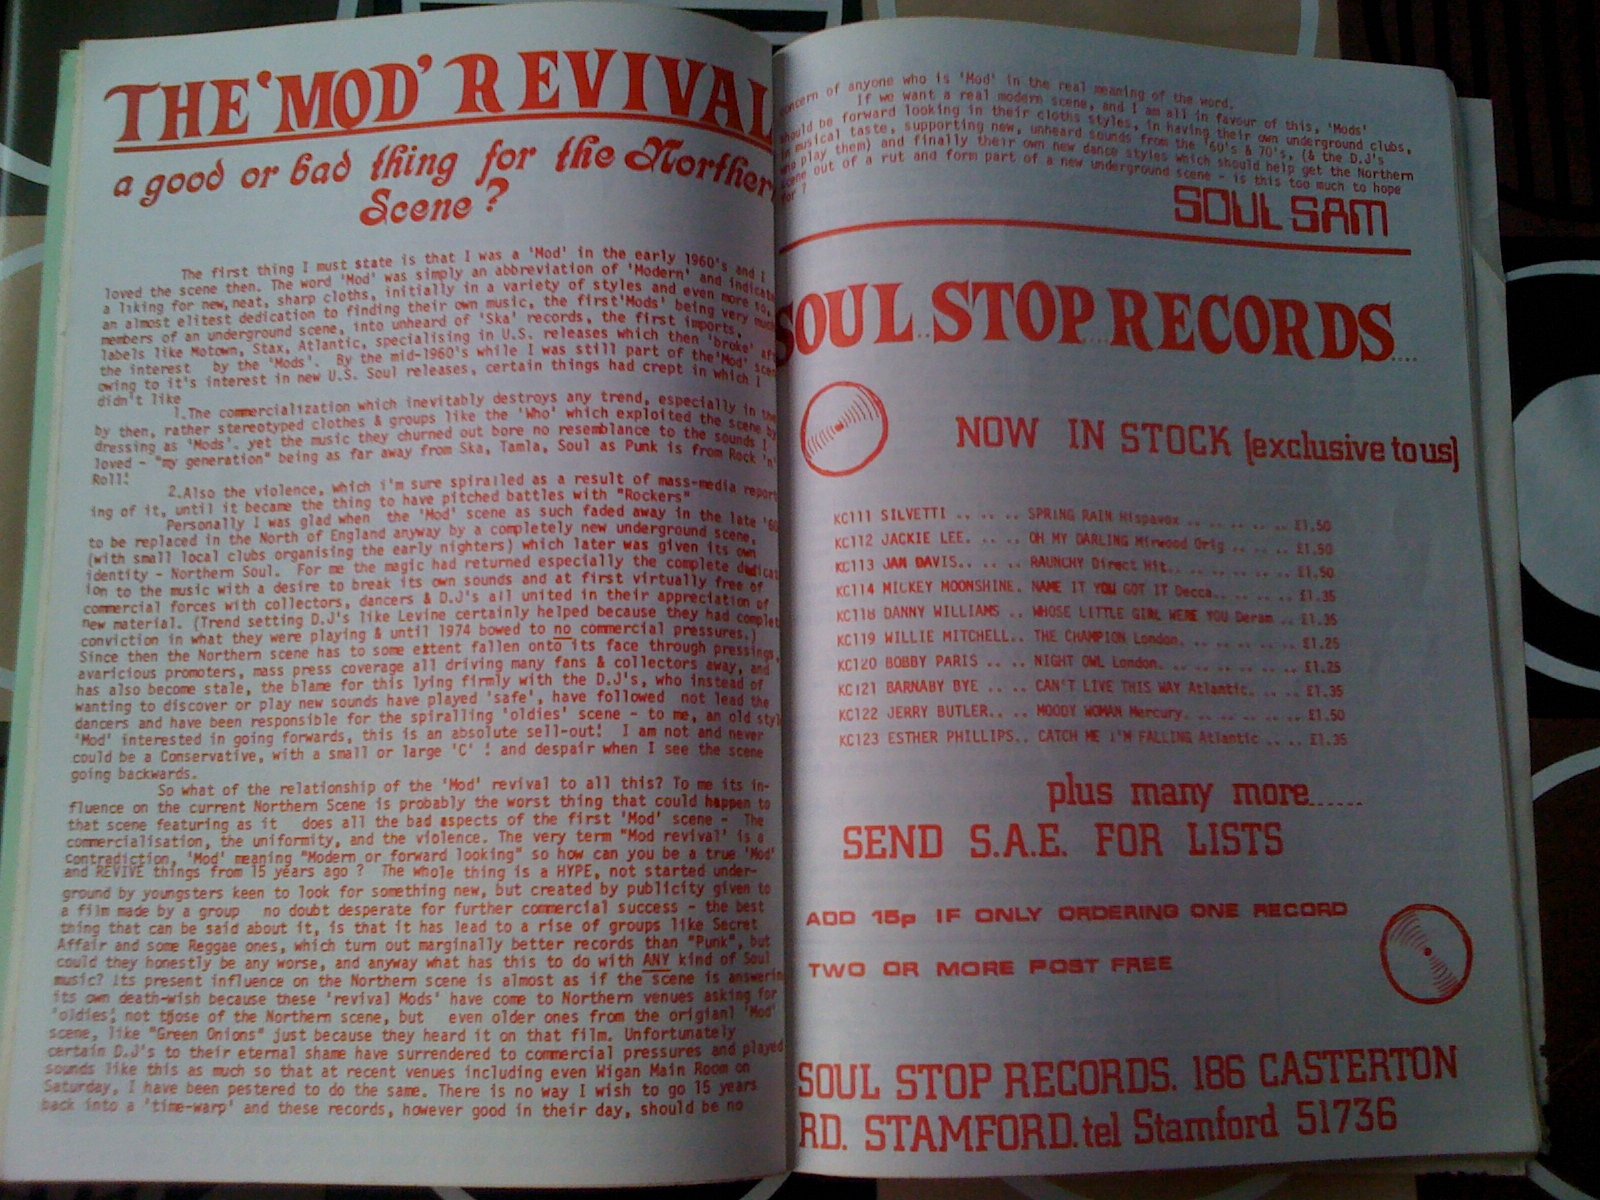 THE 'MOD' REVIVAL
a good or bad thing for the Northern
Scene?
The first thing I must state is that I was a 'Mod' in the early 1960's and I
loved the scene then. The word 'Mod' was simply an abbreviation of 'Modern' and indicate
a liking for new, neat, sharp cloths, initially in a variety of styles and even more so,
an almost elitest dedication to finding their own music, the first 'Mods' being very much
members of an underground scene, into unheard of 'Ska' records, the first imports,
labels like Motown, Stax, Atlantic, specialising in U.S. releases which then 'broke'
the interest by the 'Mods'. By the mid-1960's while I was still part of the 'Mod' scene
owing to it's interest in new U.S. Soul releases, certain things had crept in which I
didn't like
1.The commercialization which inevitably destroys any trend, especially in the
by then, rather stereotyped clothes & groups like the 'Who' which exploited the scene by
dressing as 'Mods'. yet the music they churned out bore no resemblance to the sounds I
loved - "my generation" being as far away from Ska, Tamla, Soul as Punk is from Rock 'n'
Roll!
2.Also the violence, which i'm sure spiralled as a result of mass-media report
ing of it, until it became the thing to have pitched battles with "Rockers"
Personally I was glad when the 'Mod' scene as such faded away in the late '60
to be replaced in the North of England anyway by a completely new underground scene,
(with small local clubs organising the early nighters) which later was given its own
identity - Northern Soul. For me the magic had returned especially the complete dedicat
ion to the music with a desire to break its own sounds and at first virtually free of
commercial forces with collectors, dancers & D.J's all united in their appreciation of
new material. (Trend setting D.J's like Levine certainly helped because they had complet
conviction in what they were playing & until 1974 bowed to no commercial pressures.)
Since then the Northern scene has to some extent fallen onto its face through pressings,
avaricious promoters, mass press coverage all driving many fans & collectors away, and
has also become stale, the blame for this lying firmly with the D.J's, who instead of
wanting to discover or play new sounds have played 'safe', have followed not lead the
dancers and have been responsible for the spiralling 'oldies' scene - to me, an old styl
'Mod' interested in going forwards, this is an absolute sell-out! I am not and never
could be a Conservative, with a small or large 'C' ! and despair when I see the scene
going backwards.
So what of the relationship of the 'Mod' revival to all this? To me its in-
fluence on the current Northern Scene is probably the worst thing that could happen to
that scene featuring as it does all the bad aspects of the first 'Mod' scene - The
commercialisation, the uniformity, and the violence. The very term "Mod revival' is a
contradiction, 'Mod' meaning "Modern or forward looking" so how can you be a true 'Mod'
and REVIVE things from 15 years ago ? The whole thing is a HYPE, not started under-
ground by youngsters keen to look for something new, but created by publicity given to
a film made by a group no doubt desperate for further commercial success - the best
thing that can be said about it, is that it has lead to a rise of groups like Secret
Affair and some Reggae ones, which turn out marginally better records than "Punk", but
could they honestly be any worse, and anyway what has this to do with ANY kind of Soul
music? Its present influence on the Northern scene is almost as if the scene is answerin
its own death-wish because these 'revival Mods' have come to Northern venues asking for
'oldies', not those of the Northern scene, but even older ones from the origianl 'Mod'
scene, like "Green Onions" just because they heard it on that film. Unfortunately
certain D.J's to their eternal shame have surrendered to commercial pressures and played
sounds like this as much so that at recent venues including even Wigan Main Room on
Saturday, I have been pestered to do the same. There is no way I wish to go 15 years
back into a 'time-warp' and these records, however good in their day, should be no
concern of anyone who is 'Mod' in the real meaning of the word.
If we want a real modern scene, and I am all in favour of this, 'Mods'
should be forward looking in their cloths styles, in having their own underground clubs,
in musical taste, supporting new, unheard sounds from the '60's & 70's, (& the D.J's
who play them) and finally their own new dance styles which should help get the Northern
scene out of a rut and form part of a new underground scene - is this too much to hope
for ?
SOUL SAM
SOUL STOP RECORDS....
NOW IN STOCK (exclusive to us)
KC111 SILVETTI .. .. .. SPRING RAIN Hispavox .. .. .. .. .. £1.50
KC112 JACKIE LEE. .. .. OH MY DARLING Mirwood Orig .. .. .. £1.50
KC113 JAN DAVIS.. .. .. RAUNCHY Direct Hit.. .. .. .. .. .. £1.50
KC114 MICKEY MOONSHINE. NAME IT YOU GOT IT Decca.. .. .. .. £1.35
KC118 DANNY WILLIAMS .. WHOSE LITTLE GIRL WERE YOU Deram .. £1.35
KC119 WILLIE MITCHELL.. THE CHAMPION London. .. .. .. .. .. £1.25
KC120 BOBBY PARIS .. .. NIGHT OWL London. .. .. .. .. .. .. £1.25
KC121 BARNABY BYE .. .. CAN'T LIVE THIS WAY Atlantic. .. .. £1.35
KC122 JERRY BUTLER.. .. MOODY WOMAN Mercury. .. .. .. .. .. £1.50
KC123 ESTHER PHILLIPS.. CATCH ME I'M FALLING Atlantic .. .. £1.35
plus many more......
SEND S.A.E. FOR LISTS
ADD 15p IF ONLY ORDERING ONE RECORD
TWO OR MORE POST FREE
SOUL STOP RECORDS. 186 CASTERTON
RD. STAMFORD. tel Stamford 51736